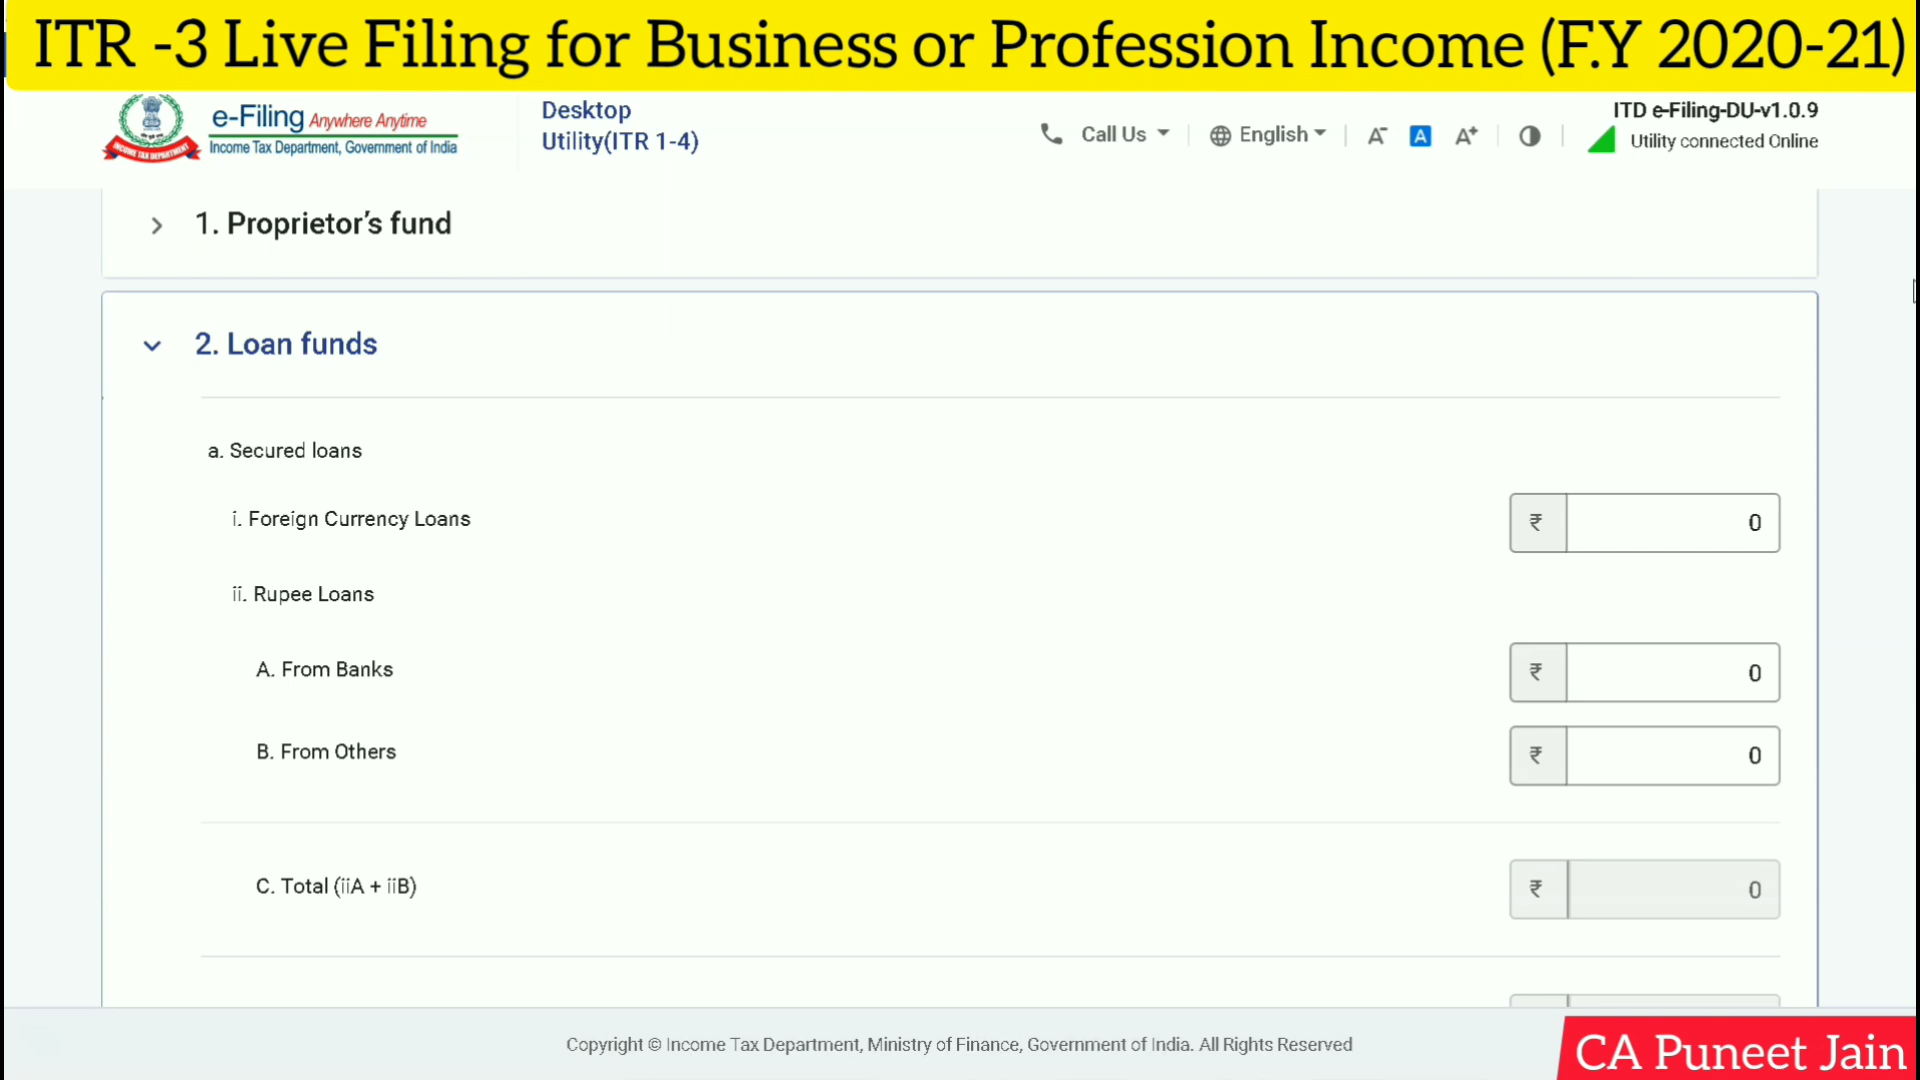 ITR -3 Live Filing for Business or Profession Income (F.Y 2020-21)
e-Filing Anywhere Anytime
Income Tax Department, Government of India
INCOME TAX DEPARTMENT
Desktop
Utility(ITR 1-4)
Call Us
English
A-
A
A+
ITD e-Filing-DU-v1.0.9
Utility connected Online
1. Proprietor’s fund
2. Loan funds
a. Secured loans
i. Foreign Currency Loans
₹ 0
ii. Rupee Loans
A. From Banks
₹ 0
B. From Others
₹ 0
C. Total (iiA + iiB)
₹ 0
Copyright © Income Tax Department, Ministry of Finance, Government of India. All Rights Reserved
CA Puneet Jain